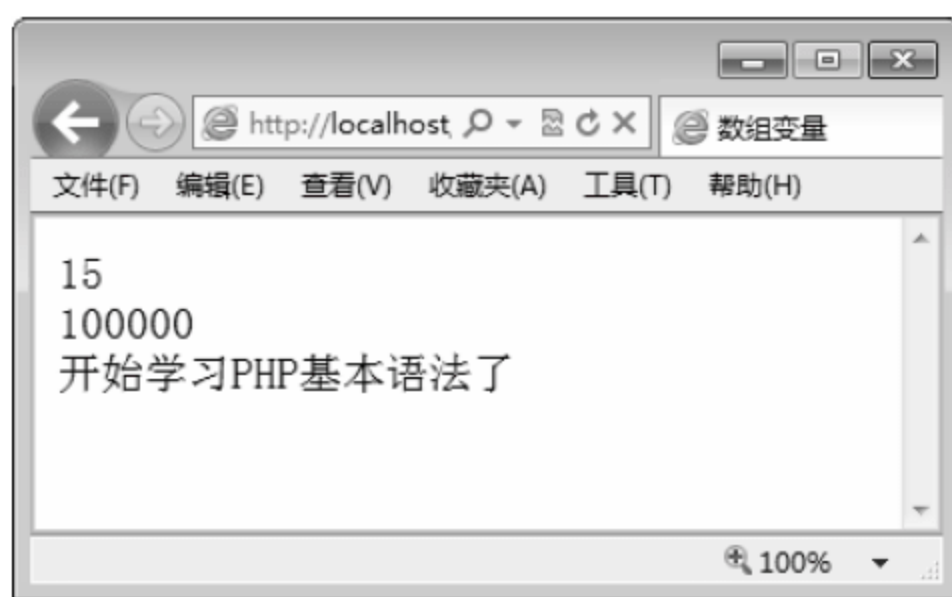 http://localhost
数组变量
文件(F) 编辑(E) 查看(V) 收藏夹(A) 工具(T) 帮助(H)
15
100000
开始学习PHP基本语法了
100%